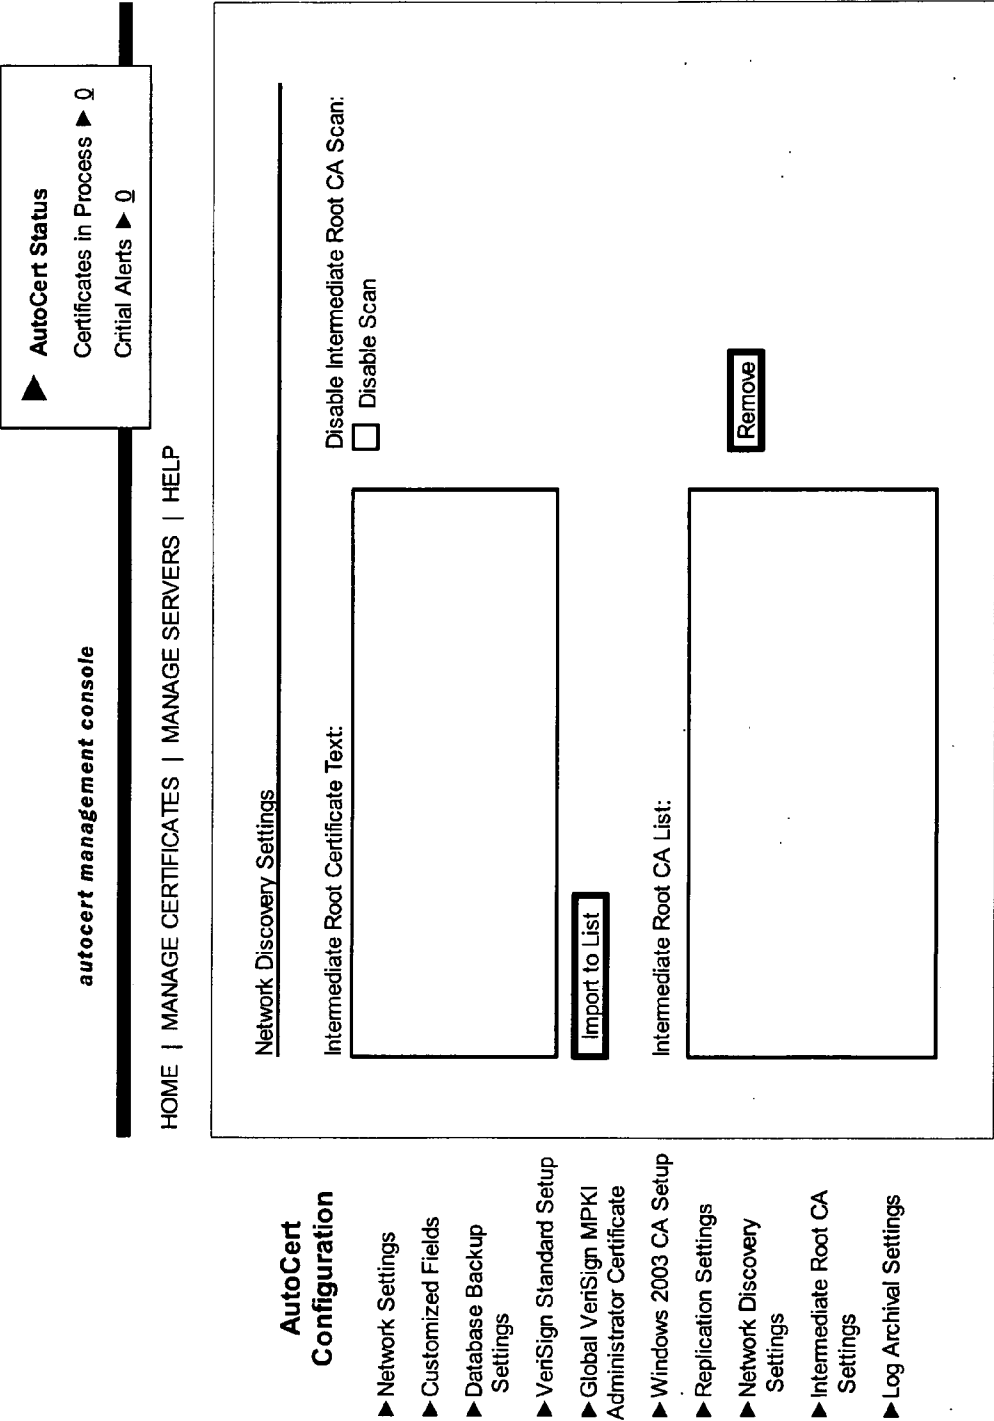 autocert management console
▶ AutoCert Status
Certificates in Process ▶ 0
Critial Alerts ▶ 0
HOME | MANAGE CERTIFICATES | MANAGE SERVERS | HELP
AutoCert
Configuration
▶ Network Settings
▶ Customized Fields
▶ Database Backup
Settings
▶ VeriSign Standard Setup
▶ Global VeriSign MPKI
Administrator Certificate
▶ Windows 2003 CA Setup
▶ Replication Settings
▶ Network Discovery
Settings
▶ Intermediate Root CA
Settings
▶ Log Archival Settings
Network Discovery Settings
Intermediate Root Certificate Text:
Disable Intermediate Root CA Scan:
Disable Scan
Import to List
Intermediate Root CA List:
Remove